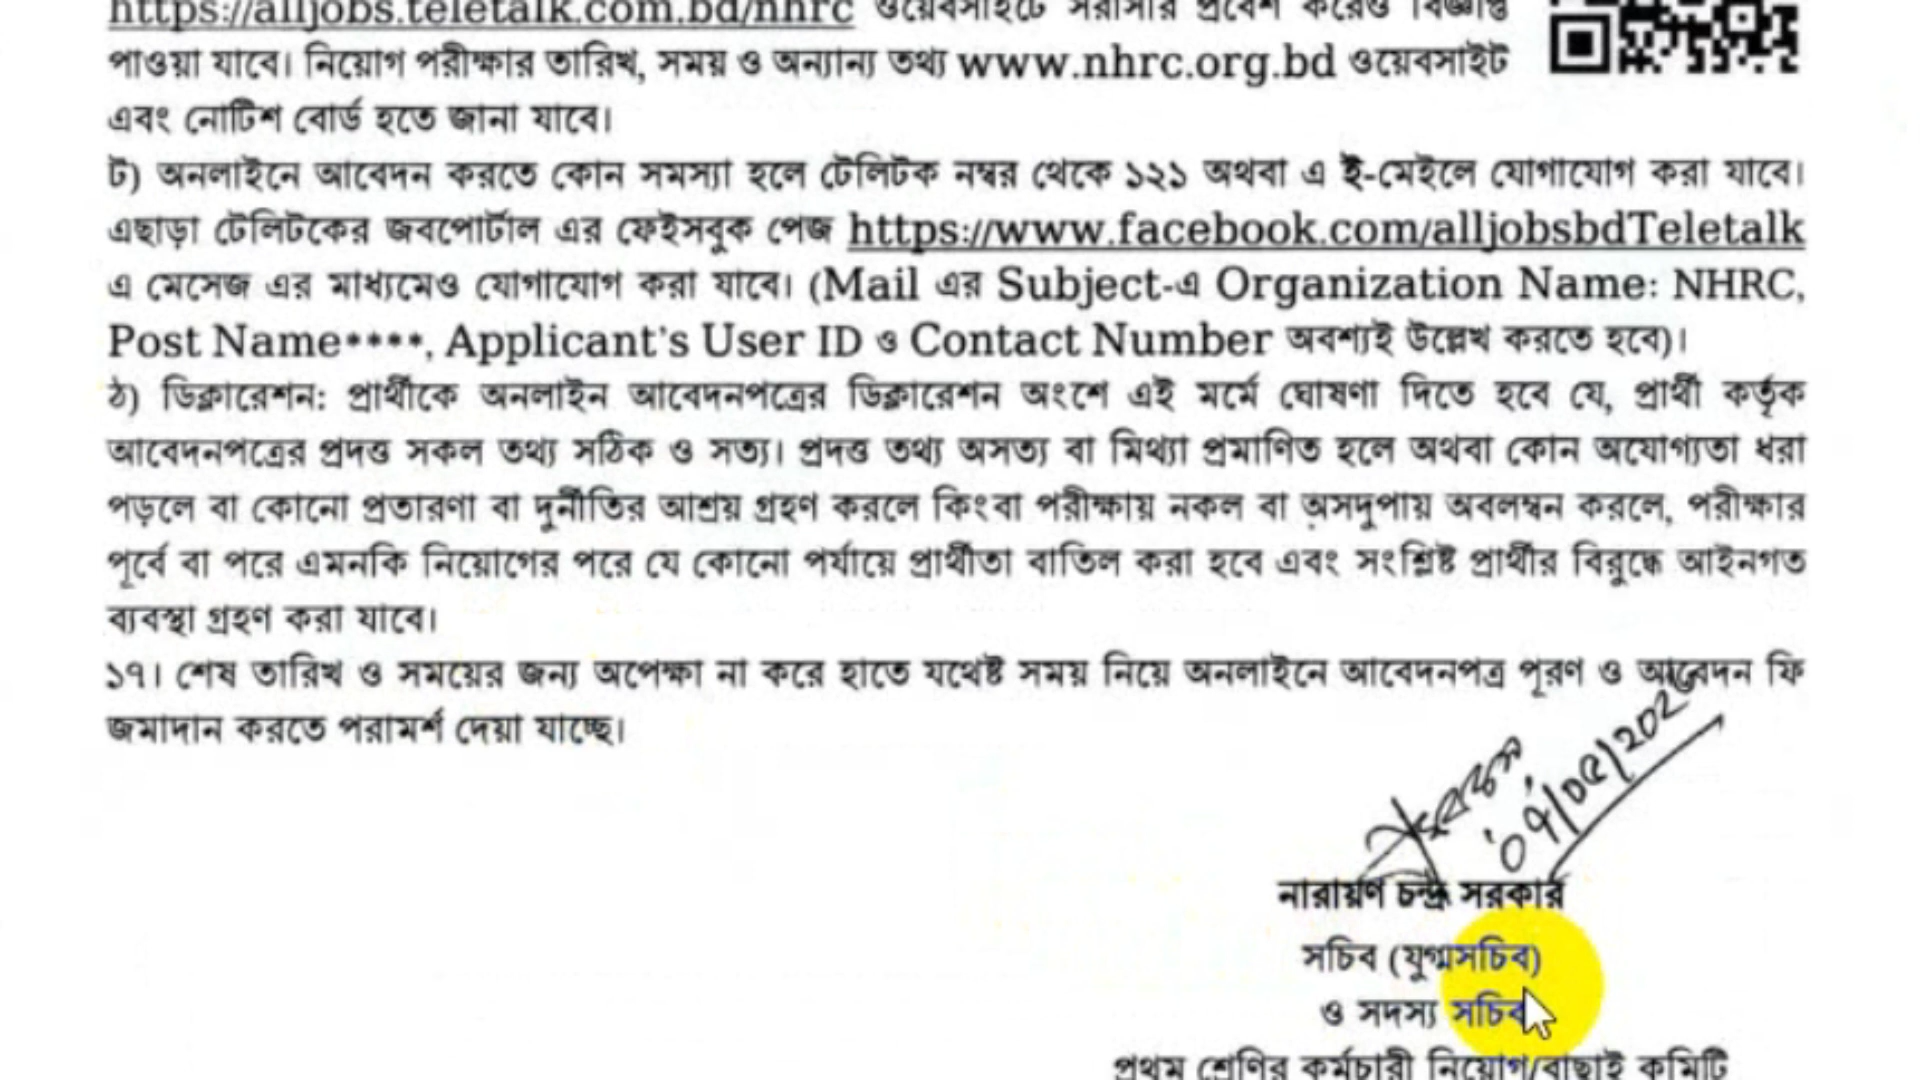 https://alljobs.teletalk.com.bd/nhrc ওয়েবসাইটে সরাসরি প্রবেশ করেও বিজ্ঞপ্তি
পাওয়া যাবে। নিয়োগ পরীক্ষার তারিখ, সময় ও অন্যান্য তথ্য www.nhrc.org.bd ওয়েবসাইট
এবং নোটিশ বোর্ড হতে জানা যাবে।
ট) অনলাইনে আবেদন করতে কোন সমস্যা হলে টেলিটক নম্বর থেকে ১২১ অথবা এ ই-মেইলে যোগাযোগ করা যাবে।
এছাড়া টেলিটকের জবপোর্টাল এর ফেইসবুক পেজ https://www.facebook.com/alljobsbdTeletalk
এ মেসেজ এর মাধ্যমেও যোগাযোগ করা যাবে। (Mail এর Subject-এ Organization Name: NHRC,
Post Name****, Applicant's User ID ও Contact Number অবশ্যই উল্লেখ করতে হবে)।
ঠ) ডিক্লারেশন: প্রার্থীকে অনলাইন আবেদনপত্রের ডিক্লারেশন অংশে এই মর্মে ঘোষণা দিতে হবে যে, প্রার্থী কর্তৃক
আবেদনপত্রের প্রদত্ত সকল তথ্য সঠিক ও সত্য। প্রদত্ত তথ্য অসত্য বা মিথ্যা প্রমাণিত হলে অথবা কোন অযোগ্যতা ধরা
পড়লে বা কোনো প্রতারণা বা দুর্নীতির আশ্রয় গ্রহণ করলে কিংবা পরীক্ষায় নকল বা অসদুপায় অবলম্বন করলে, পরীক্ষার
পূর্বে বা পরে এমনকি নিয়োগের পরে যে কোনো পর্যায়ে প্রার্থীতা বাতিল করা হবে এবং সংশ্লিষ্ট প্রার্থীর বিরুদ্ধে আইনগত
ব্যবস্থা গ্রহণ করা যাবে।
১৭। শেষ তারিখ ও সময়ের জন্য অপেক্ষা না করে হাতে যথেষ্ট সময় নিয়ে অনলাইনে আবেদনপত্র পূরণ ও আবেদন ফি
জমাদান করতে পরামর্শ দেয়া যাচ্ছে।
নারায়ণ চন্দ্র সরকার
সচিব (যুগ্মসচিব)
ও সদস্য সচিব
প্রথম শ্রেণির কর্মচারী নিয়োগ/বাছাই কমিটি